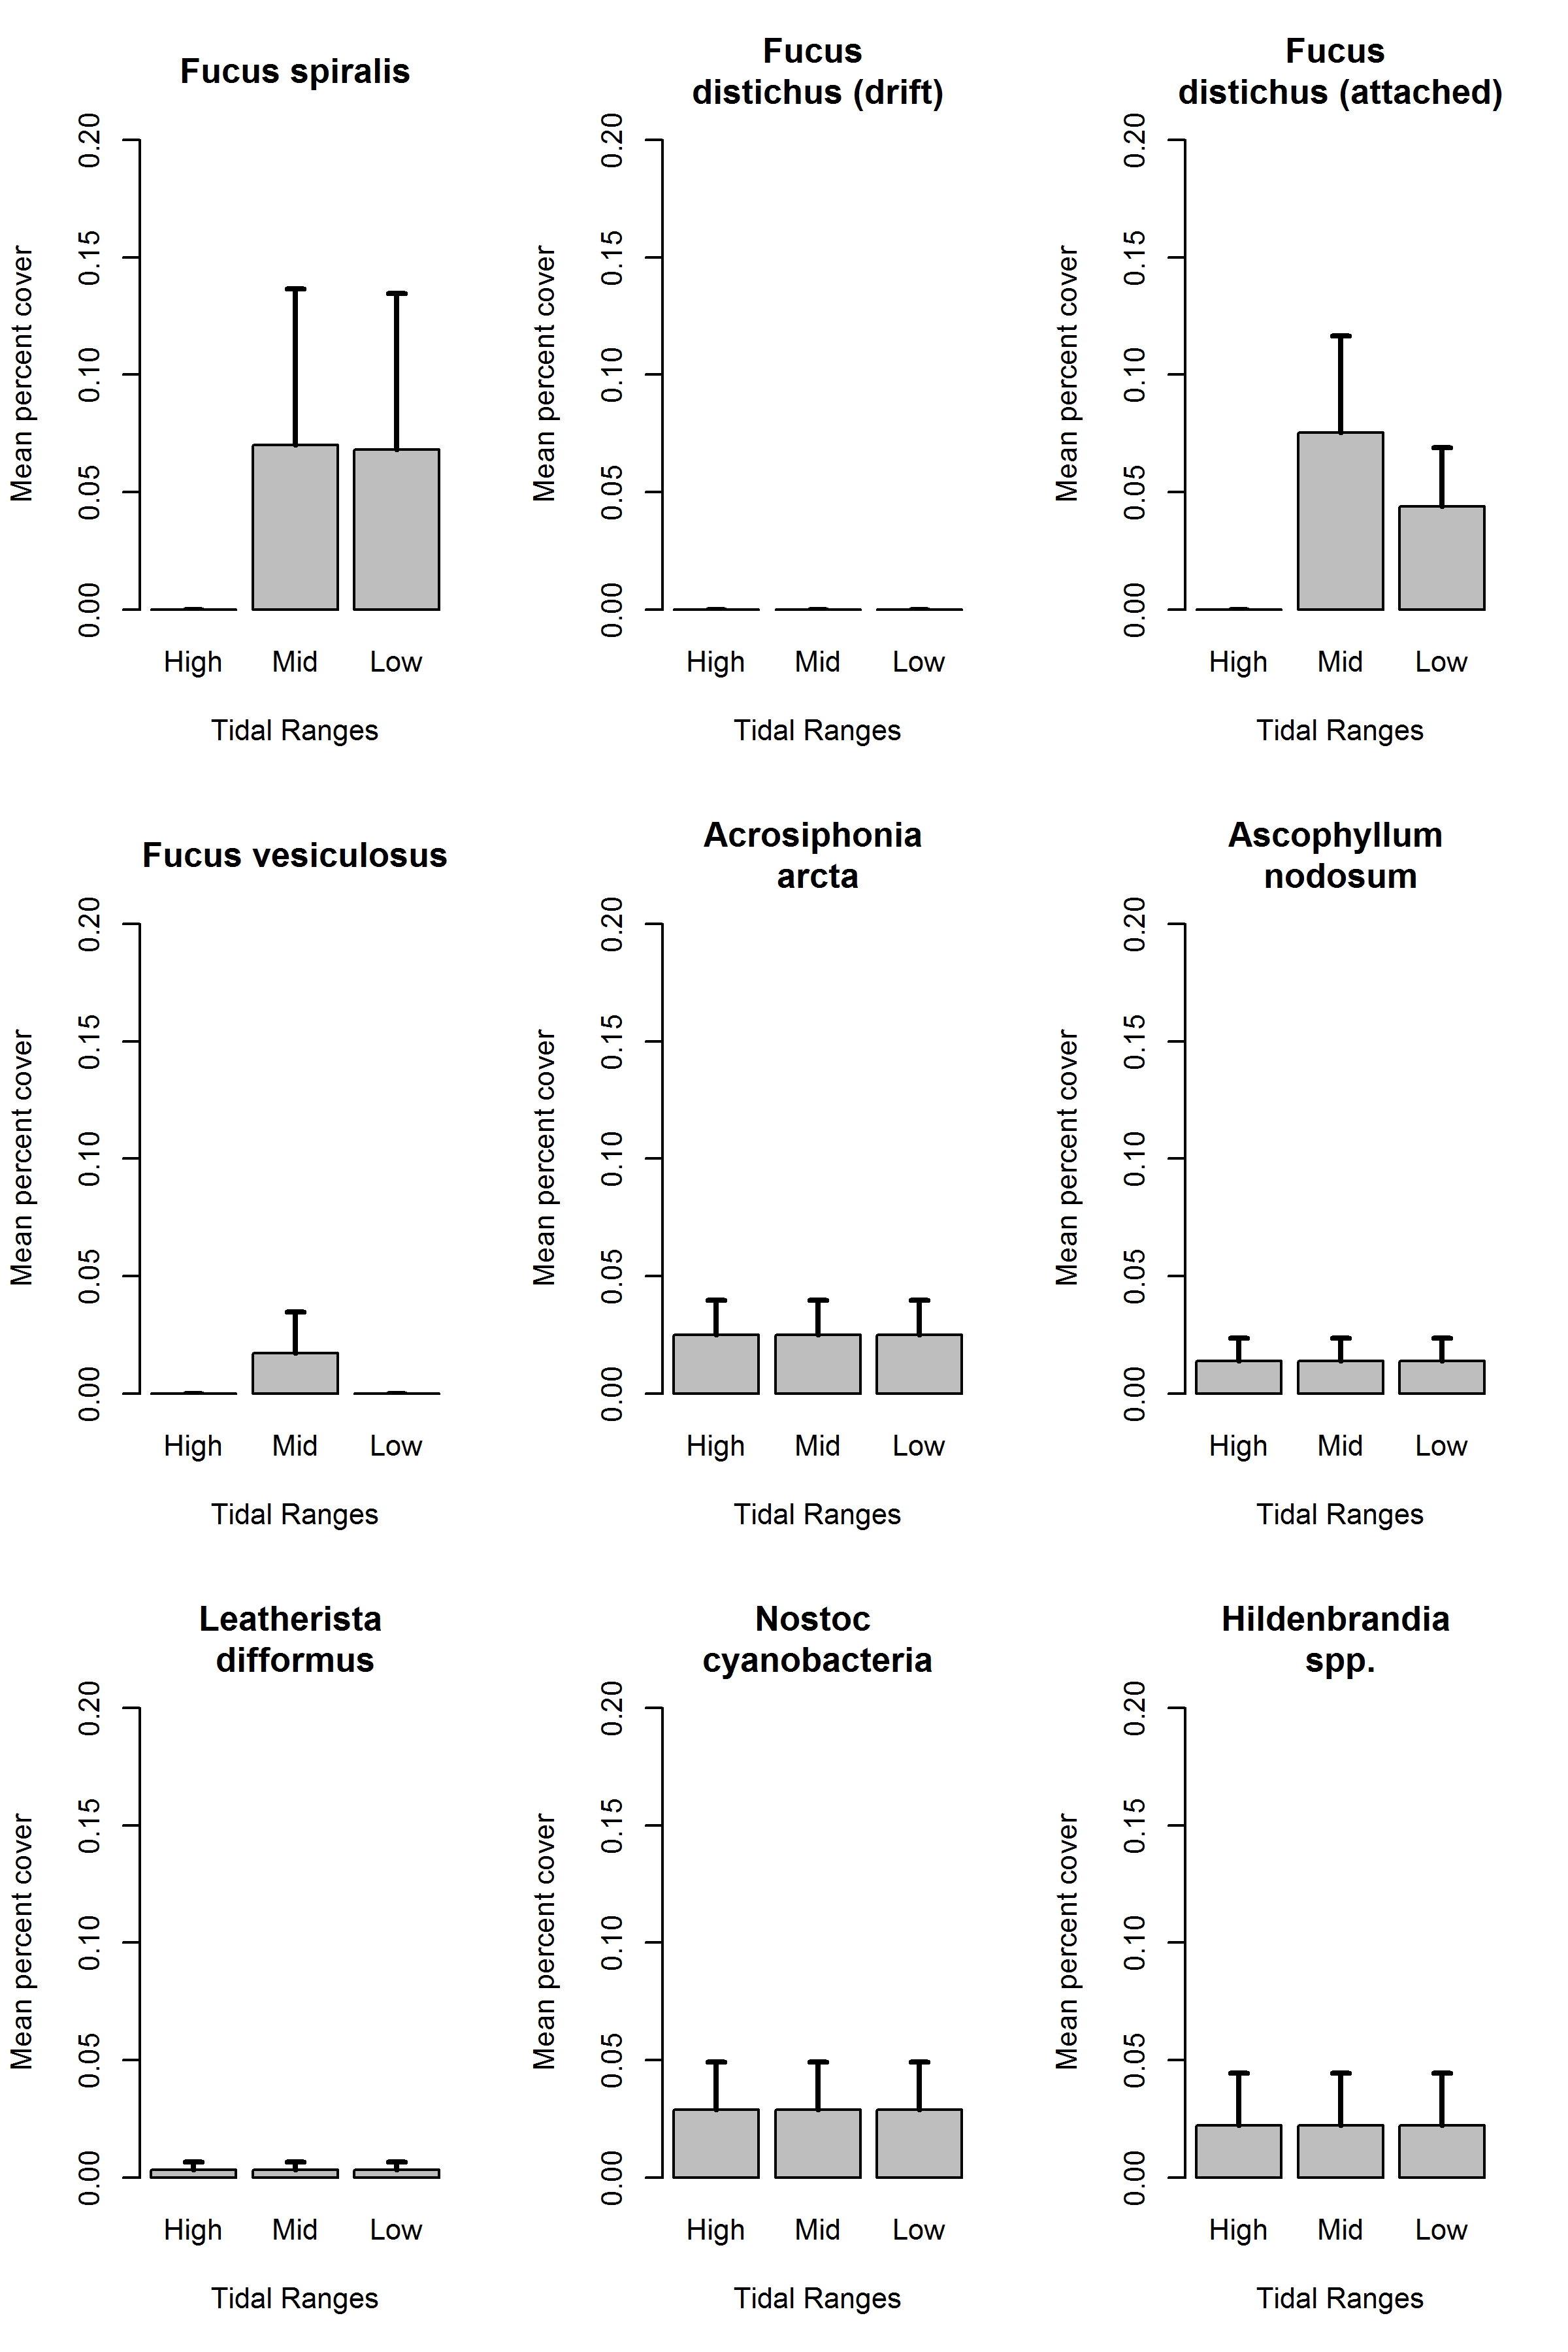 Fucus spiralis
0.00 0.05 0.10 0.15 0.20
Mean percent cover
High Mid Low
Tidal Ranges
Fucus
distichus (drift)
0.00 0.05 0.10 0.15 0.20
Mean percent cover
High Mid Low
Tidal Ranges
Fucus
distichus (attached)
0.00 0.05 0.10 0.15 0.20
Mean percent cover
High Mid Low
Tidal Ranges
Fucus vesiculosus
0.00 0.05 0.10 0.15 0.20
Mean percent cover
High Mid Low
Tidal Ranges
Acrosiphonia
arcta
0.00 0.05 0.10 0.15 0.20
Mean percent cover
High Mid Low
Tidal Ranges
Ascophyllum
nodosum
0.00 0.05 0.10 0.15 0.20
Mean percent cover
High Mid Low
Tidal Ranges
Leatherista
difformus
0.00 0.05 0.10 0.15 0.20
Mean percent cover
High Mid Low
Tidal Ranges
Nostoc
cyanobacteria
0.00 0.05 0.10 0.15 0.20
Mean percent cover
High Mid Low
Tidal Ranges
Hildenbrandia
spp.
0.00 0.05 0.10 0.15 0.20
Mean percent cover
High Mid Low
Tidal Ranges